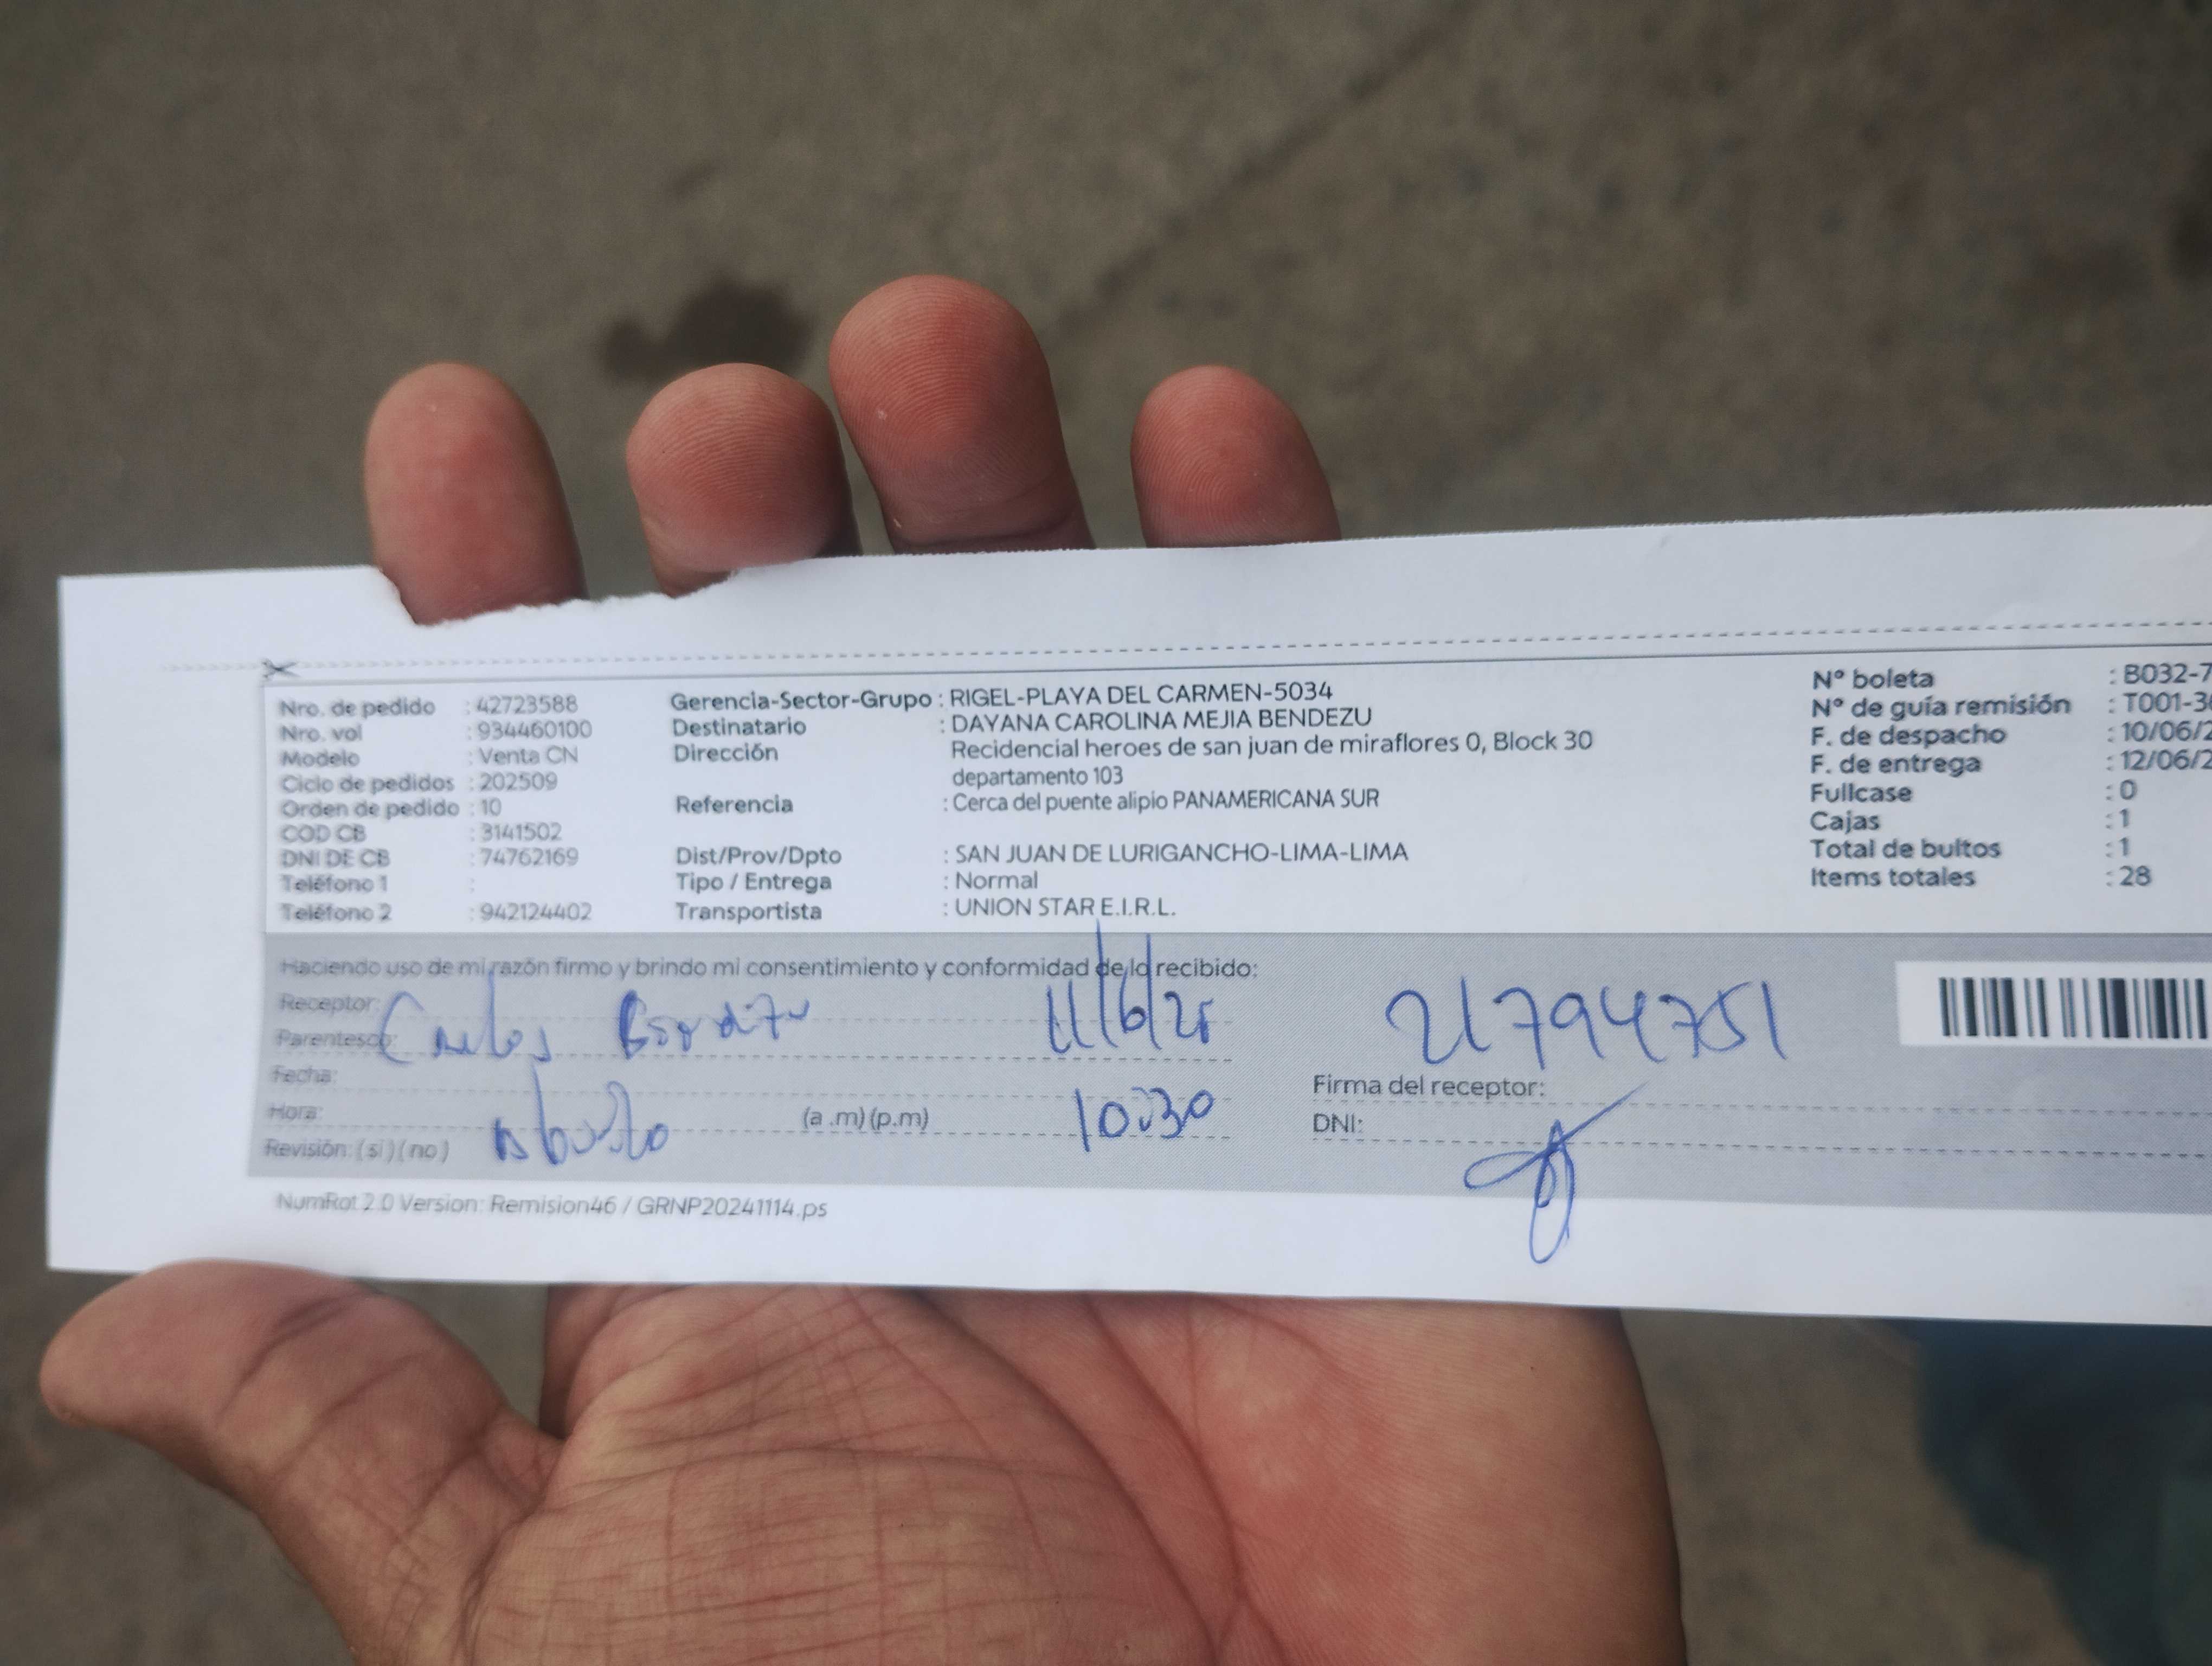 Nro. de pedido : 42723588
Nro. vol : 934460100
Modelo : Venta CN
Ciclo de pedidos : 202509
Orden de pedido : 10
COD CB : 3141502
DNI DE CB : 74762169
Teléfono 1 :
Teléfono 2 : 942124402
Gerencia-Sector-Grupo : RIGEL-PLAYA DEL CARMEN-5034
Destinatario : DAYANA CAROLINA MEJIA BENDEZU
Dirección Recidencial heroes de san juan de miraflores 0, Block 30
departamento 103
Referencia : Cerca del puente alipio PANAMERICANA SUR
Dist/Prov/Dpto : SAN JUAN DE LURIGANCHO-LIMA-LIMA
Tipo / Entrega : Normal
Transportista : UNION STAR E.I.R.L.
N° boleta : B032-7
N° de guía remisión : T001-3
F. de despacho : 10/06/2
F. de entrega : 12/06/2
Fullcase : 0
Cajas : 1
Total de bultos : 1
Items totales : 28
Haciendo uso de mi razón firmo y brindo mi consentimiento y conformidad de lo recibido:
Receptor: Carlos 11/6/25
Parentesco:
Fecha:
Hora: (a .m) (p.m) 10:30
Revisión: ( si ) ( no )
21794751
Firma del receptor:
DNI:
NumRot 2.0 Version: Remision46 / GRNP20241114.ps